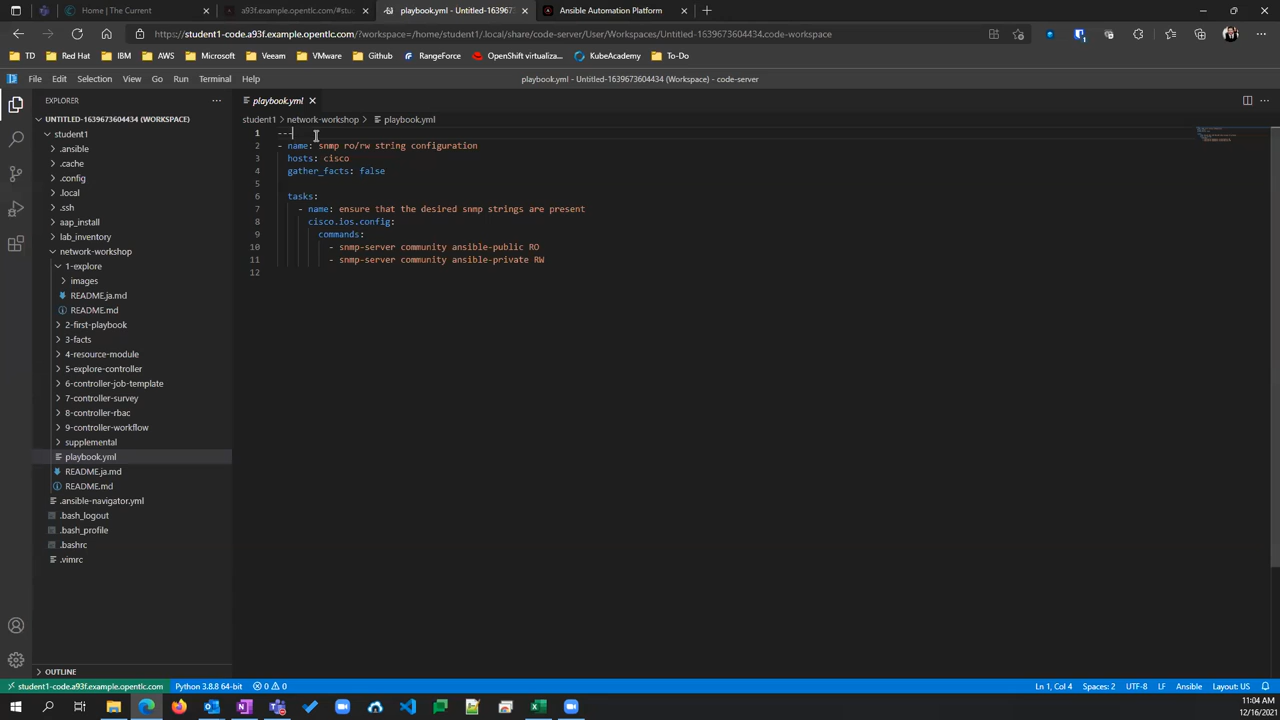 Home | The Current
a93f.example.opentlc.com/#stu
playbook.yml - Untitled-163967
Ansible Automation Platform
https://student1-code.a93f.example.opentlc.com/?workspace=/home/student1/.local/share/code-server/User/Workspaces/Untitled-1639673604434.code-workspace
TD
Red Hat
IBM
AWS
Microsoft
Veeam
VMware
Github
RangeForce
OpenShift virtualiza...
KubeAcademy
To-Do
File Edit Selection View Go Run Terminal Help
playbook.yml - Untitled-1639673604434 (Workspace) - code-server
EXPLORER
playbook.yml
UNTITLED-1639673604434 (WORKSPACE)
student1 > network-workshop > playbook.yml
student1
.ansible
.cache
.config
.local
.ssh
aap_install
lab_inventory
network-workshop
1-explore
images
README.ja.md
README.md
2-first-playbook
3-facts
4-resource-module
5-explore-controller
6-controller-job-template
7-controller-survey
8-controller-rbac
9-controller-workflow
supplemental
playbook.yml
README.ja.md
README.md
.ansible-navigator.yml
.bash_logout
.bash_profile
.bashrc
.vimrc
OUTLINE
1 ---
2 - name: snmp ro/rw string configuration
3 hosts: cisco
4 gather_facts: false
5
6 tasks:
7 - name: ensure that the desired snmp strings are present
8 cisco.ios.config:
9 commands:
10 - snmp-server community ansible-public RO
11 - snmp-server community ansible-private RW
12
student1-code.a93f.example.opentlc.com
Python 3.8.8 64-bit
0 0
Ln 1, Col 4
Spaces: 2
UTF-8
LF
Ansible
Layout: US
11:04 AM
12/16/2021